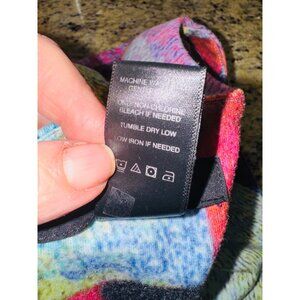 MACHINE
ONLY NON-CHLORINE
BLEACH IF NEEDED
TUMBLE DRY LOW
LOW IRON IF NEEDED